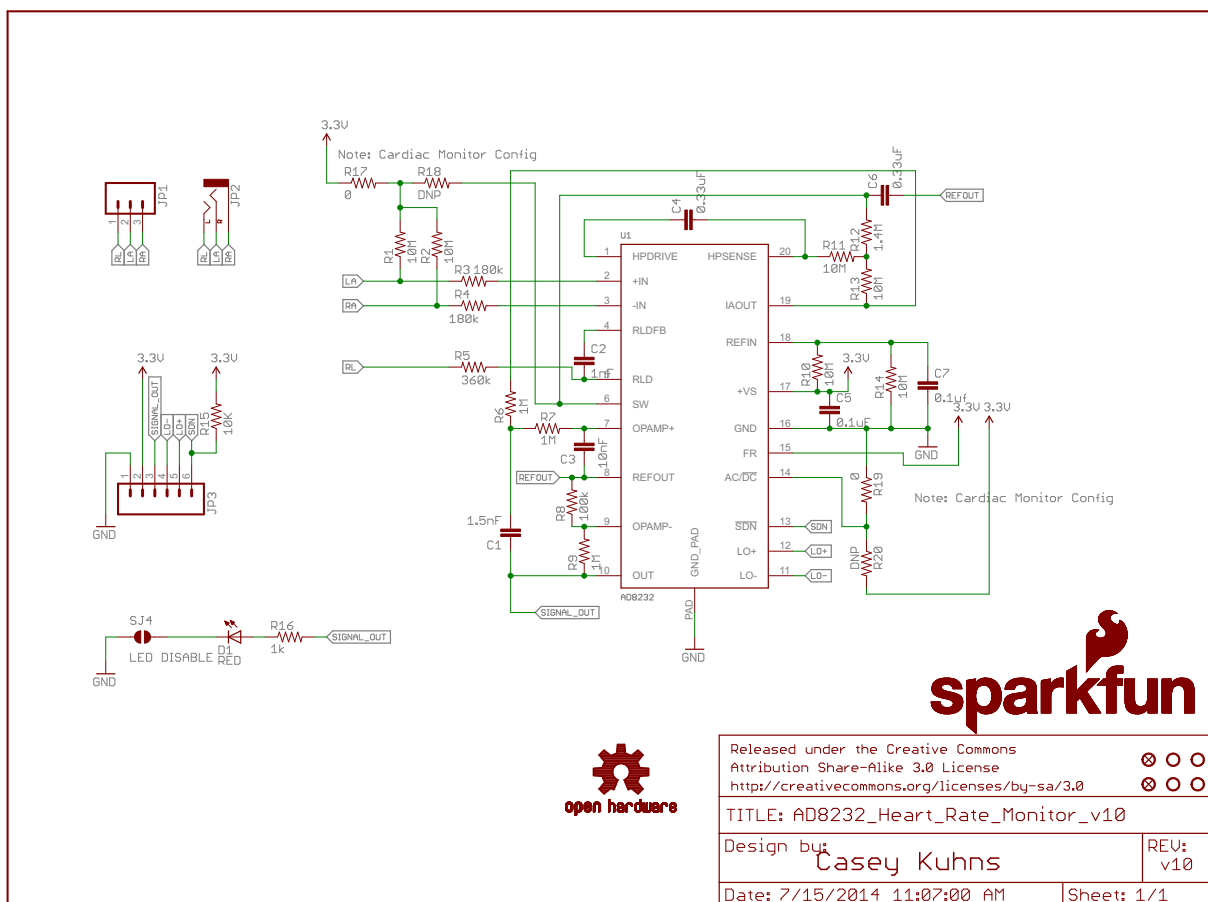 3.3V
Note: Cardiac Monitor Config
R17
0
R18
DNP
R1
10M
R2
10M
JP1
1
2
3
RL
LA
RA
JP2
L
R
RL
LA
RA
C4
0.33uF
C6
0.33uF
REFOUT
R12
1.4M
R11
10M
R13
10M
LA
R3 180k
RA
R4
180k
RL
R5
360k
C2
1nF
R6
1M
R7
1M
C3
10nF
REFOUT
R8
100k
R9
1M
1.5nF
C1
SIGNAL_OUT
U1
1 HPDRIVE HPSENSE 20
2 +IN
3 -IN IAOUT 19
4 RLDFB REFIN 18
5 RLD +VS 17
6 SW
7 OPAMP+ GND 16
FR 15
8 REFOUT AC/DC 14
9 OPAMP- SDN 13
LO+ 12
10 OUT LO- 11
GND_PAD
AD8232
PAD
GND
SDN
LO+
LO-
R10
10M
3.3V
R14
10M
C7
0.1uf
C5
0.1uF
3.3V 3.3V
GND
0
R19
DNP
R20
Note: Cardiac Monitor Config
3.3V
3.3V
SIGNAL_OUT
LO-
LO+
SDN
R15
10K
1
2
3
4
5
6
JP3
GND
SJ4
LED DISABLE
D1
RED
R16
1k
SIGNAL_OUT
GND
sparkfun
open hardware
Released under the Creative Commons
Attribution Share-Alike 3.0 License
http://creativecommons.org/licenses/by-sa/3.0
TITLE: AD8232_Heart_Rate_Monitor_v10
Design by:
Casey Kuhns
REV:
v10
Date: 7/15/2014 11:07:00 AM
Sheet: 1/1